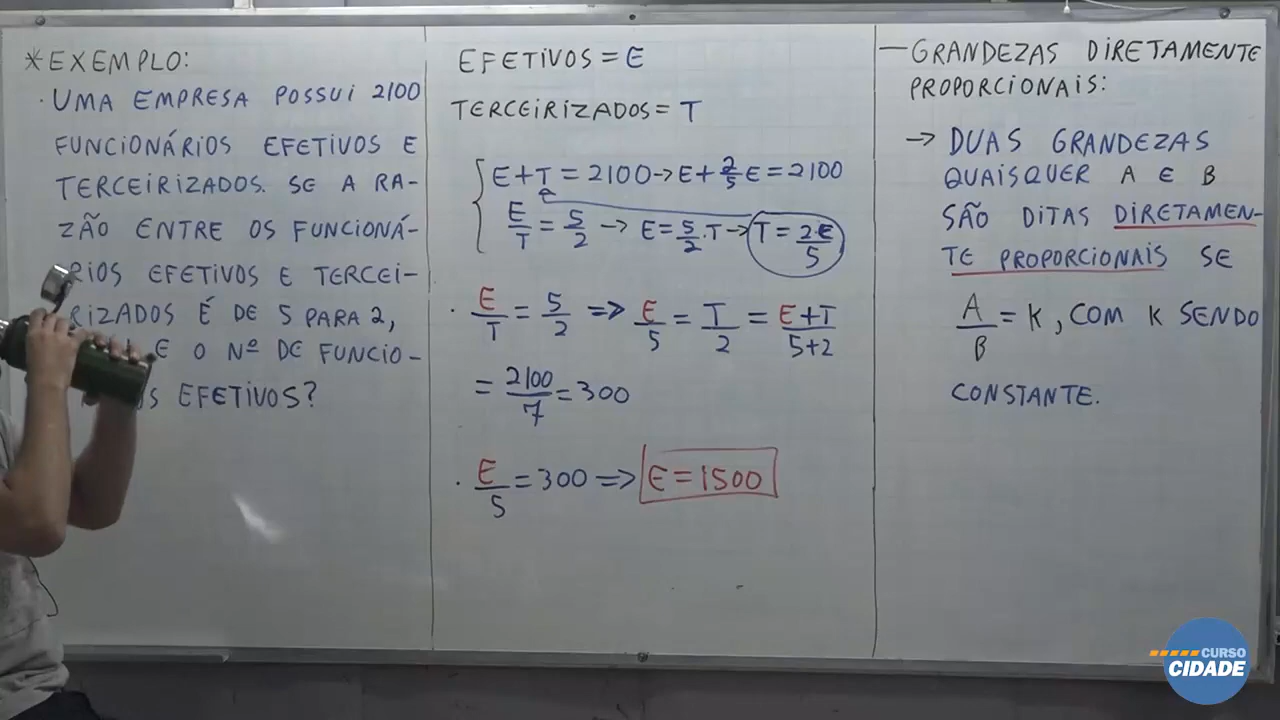 *EXEMPLO:
· UMA EMPRESA POSSUI 2100
FUNCIONÁRIOS EFETIVOS E
TERCEIRIZADOS. SE A RA-
ZÃO ENTRE OS FUNCIONÁ-
RIOS EFETIVOS E TERCEI-
RIZADOS É DE 5 PARA 2,
E O Nº DE FUNCIO-
EFETIVOS?
EFETIVOS = E
TERCEIRIZADOS = T
E+T = 2100 → E + 2/5 E = 2100
E/T = 5/2 → E = 5/2 . T → T = 2.E/5
· E/T = 5/2 => E/5 = T/2 = E+T/5+2
= 2100/7 = 300
· E/5 = 300 => E = 1500
— GRANDEZAS DIRETAMENTE
PROPORCIONAIS:
→ DUAS GRANDEZAS
QUAISQUER A E B
SÃO DITAS DIRETAMEN-
TE PROPORCIONAIS SE
A/B = K, COM K SENDO
CONSTANTE.
CURSO
CIDADE